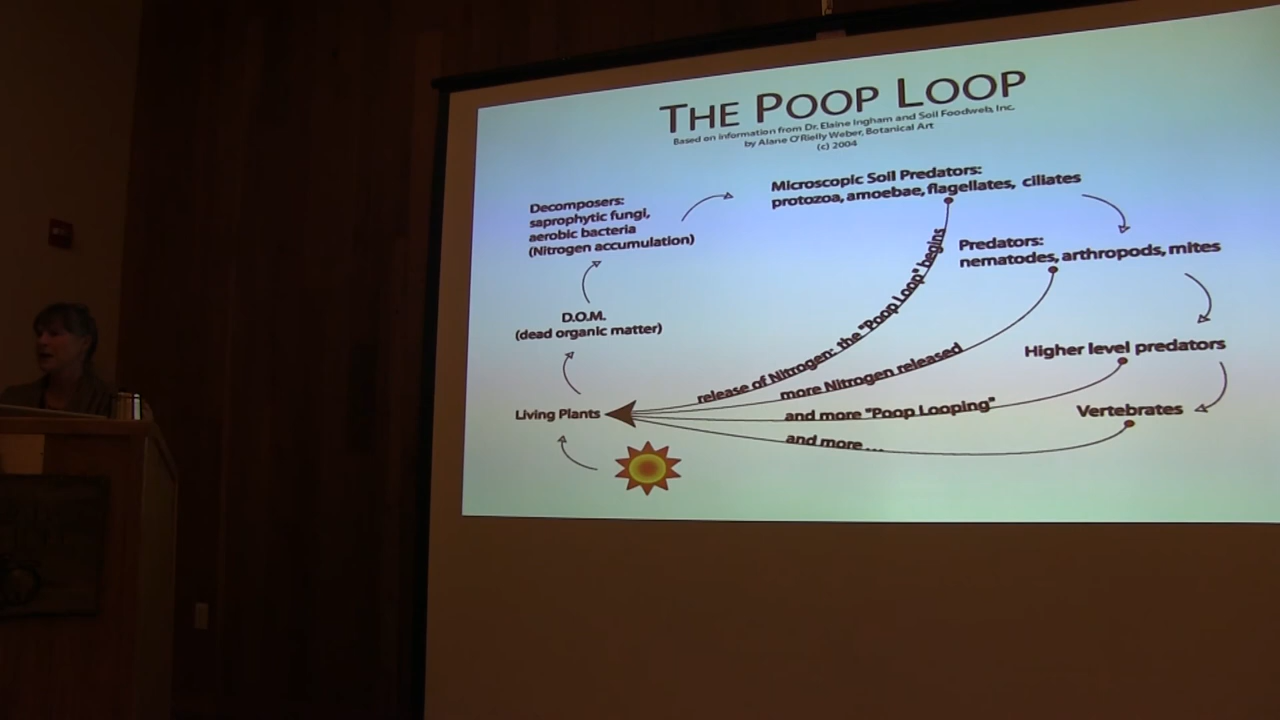 THE POOP LOOP
Based on information from Dr. Elaine Ingham and Soil Foodweb, Inc.
by Alane O'Rielly Weber, Botanical Art
(c) 2004
Microscopic Soil Predators:
protozoa, amoebae, flagellates, ciliates
Decomposers:
saprophytic fungi,
aerobic bacteria
(Nitrogen accumulation)
Predators:
nematodes, arthropods, mites
D.O.M.
(dead organic matter)
release of Nitrogen: the "Poop Loop" begins
more Nitrogen released
Higher level predators
Living Plants
and more "Poop Looping"
Vertebrates
and more...